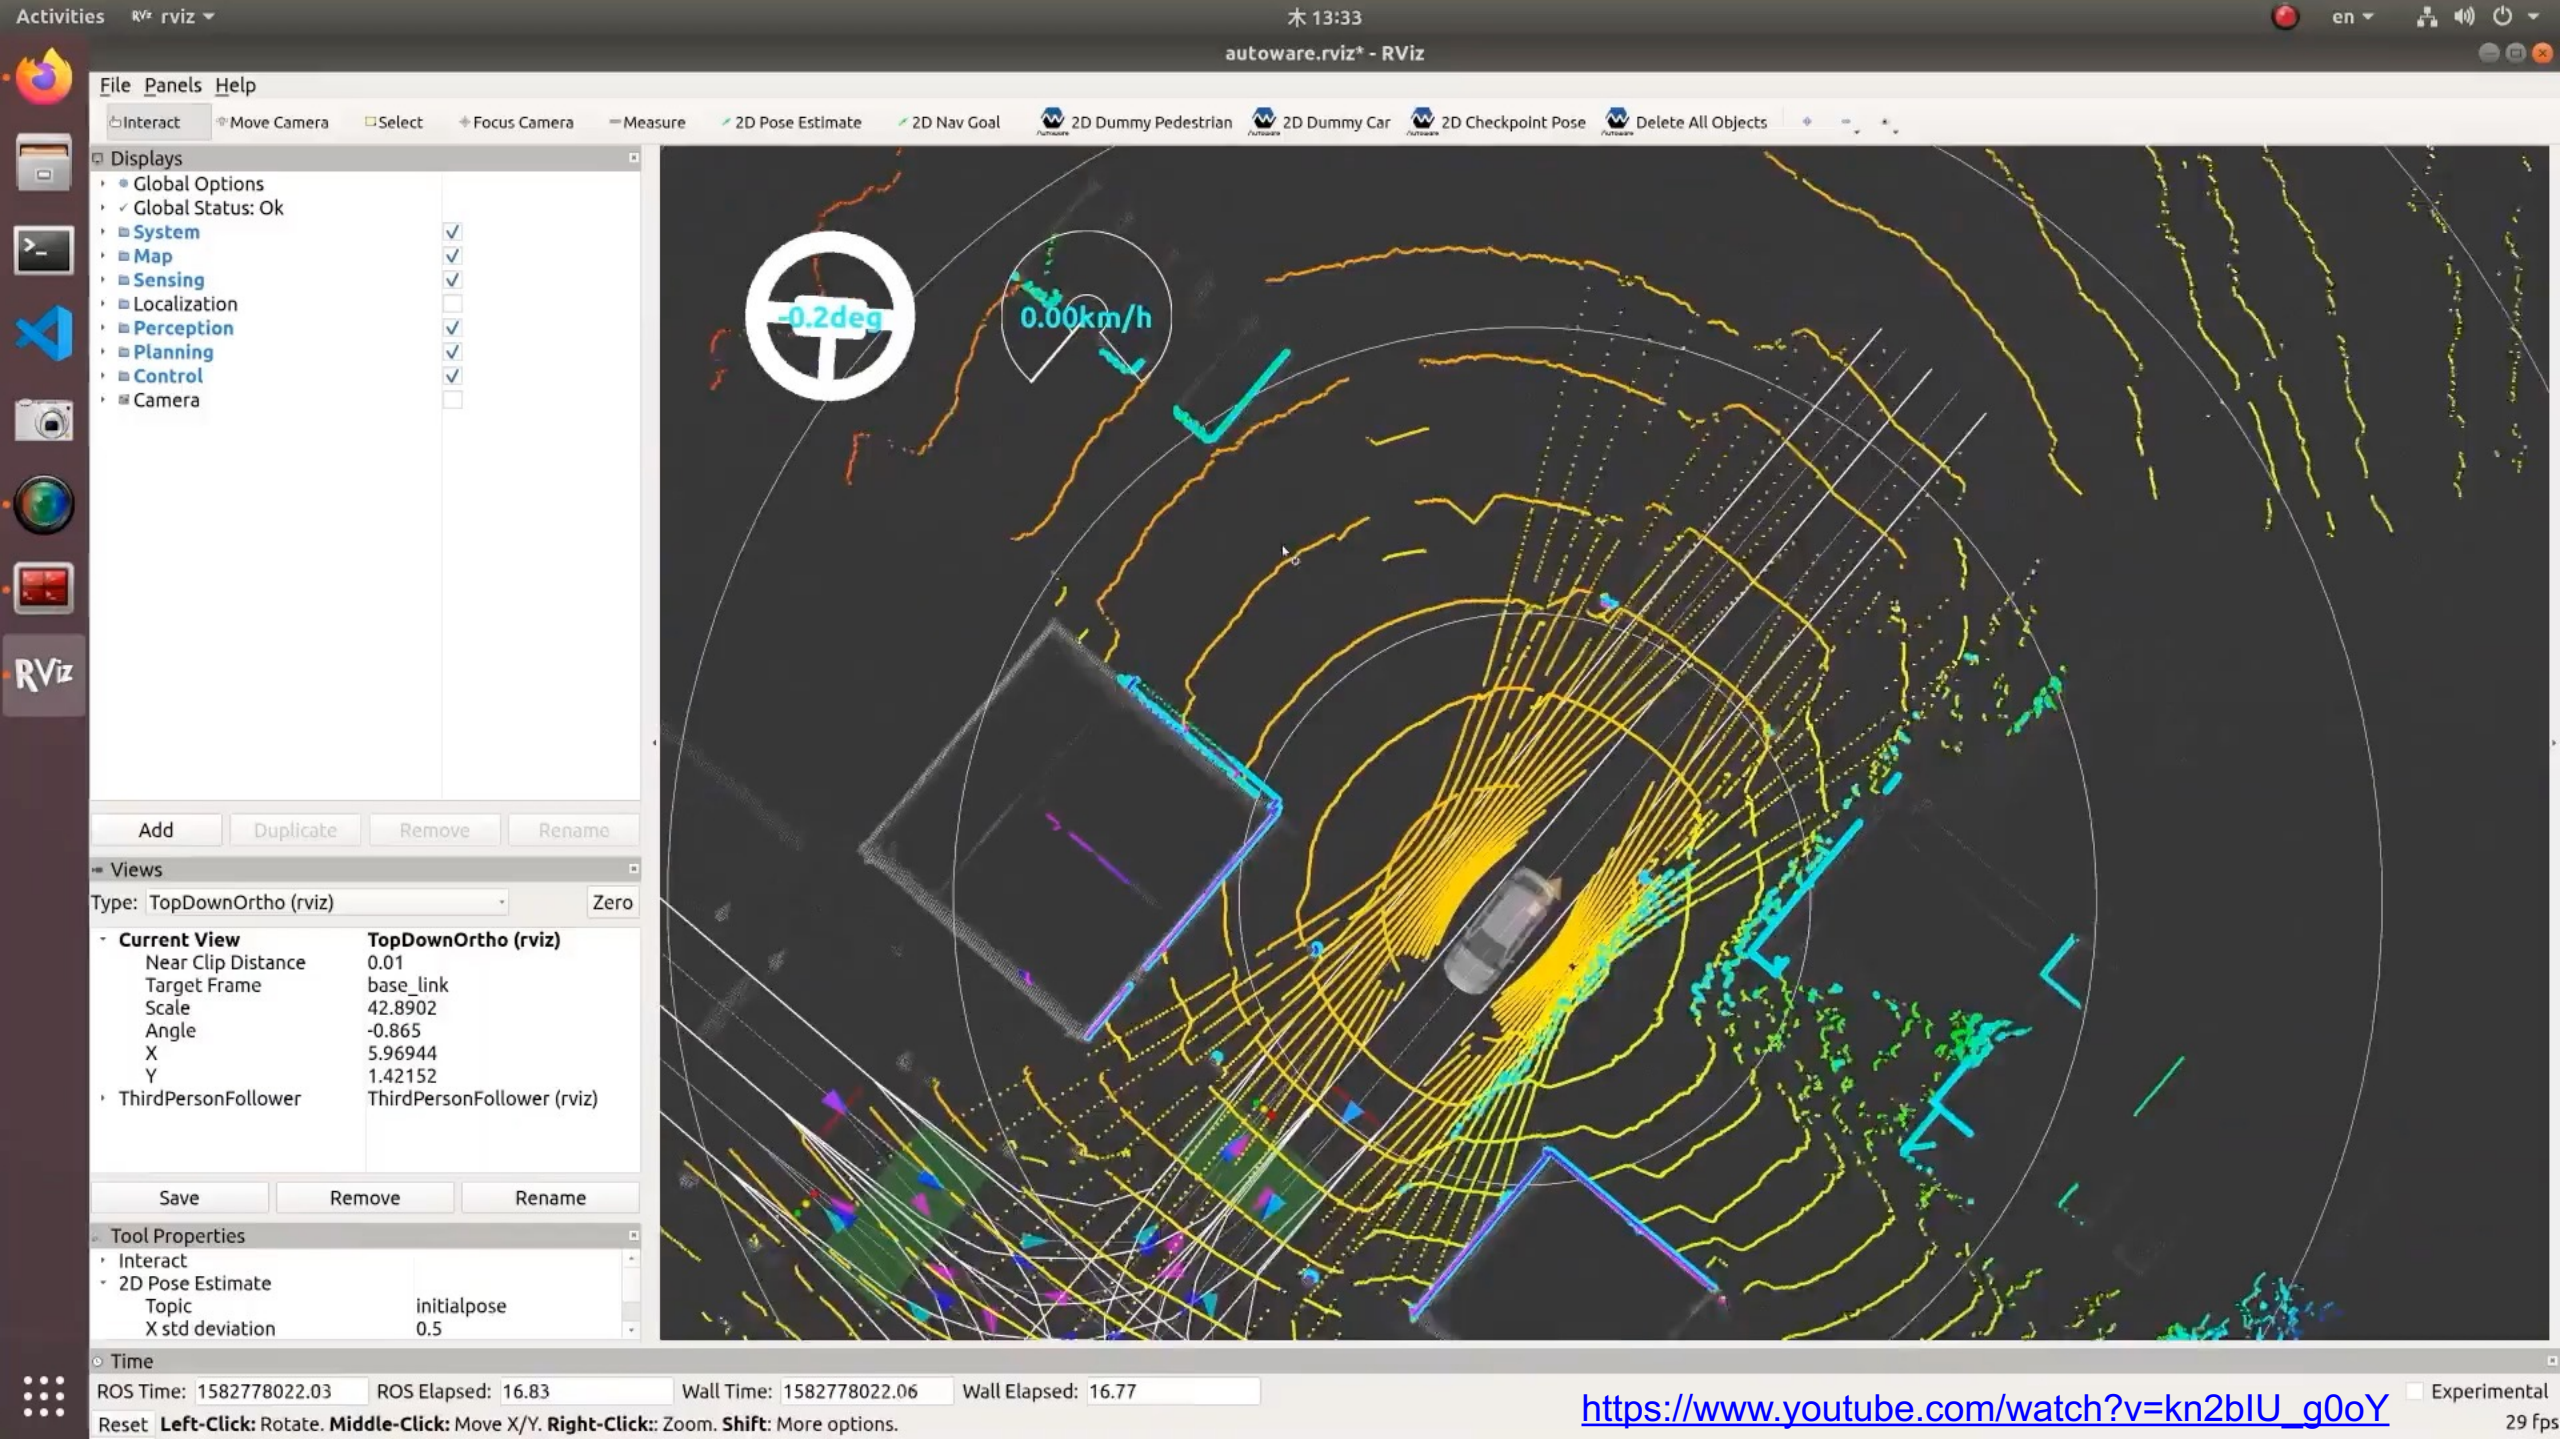 Activities RViz rviz 木 13:33 en
autoware.rviz* - RViz
File Panels Help
Interact Move Camera Select Focus Camera Measure 2D Pose Estimate 2D Nav Goal 2D Dummy Pedestrian 2D Dummy Car 2D Checkpoint Pose Delete All Objects
Displays
Global Options
Global Status: Ok
System
Map
Sensing
Localization
Perception
Planning
Control
Camera
-0.2deg 0.00km/h
RViz
Add Duplicate Remove Rename
Views
Type: TopDownOrtho (rviz) Zero
Current View TopDownOrtho (rviz)
Near Clip Distance 0.01
Target Frame base_link
Scale 42.8902
Angle -0.865
X 5.96944
Y 1.42152
ThirdPersonFollower ThirdPersonFollower (rviz)
Save Remove Rename
Tool Properties
Interact
2D Pose Estimate
Topic initialpose
X std deviation 0.5
Time
ROS Time: 1582778022.03 ROS Elapsed: 16.83 Wall Time: 1582778022.06 Wall Elapsed: 16.77 Experimental
https://www.youtube.com/watch?v=kn2bIU_g0oY
Reset Left-Click: Rotate. Middle-Click: Move X/Y. Right-Click:: Zoom. Shift: More options. 29 fps